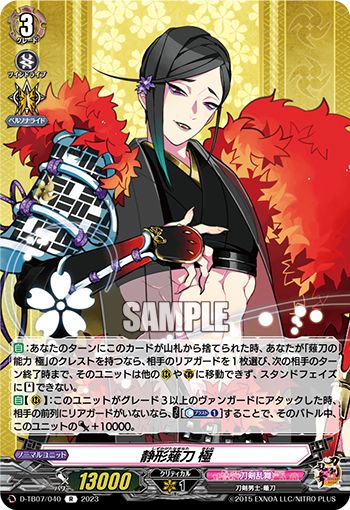 3
グレード
ツインドライブ
ペルソナライド
SAMPLE
自：あなたのターンにこのカードが山札から捨てられた時、あなたが「薙刀の
能力 極」のクレストを持つなら、相手のリアガードを1枚選び、次の相手のター
ン終了時まで、そのユニットは他のRやVに移動できず、スタンドフェイズ
に【スタンド】できない。
自【R】：このユニットがグレード3以上のヴァンガードにアタックした時、
相手の前列にリアガードがいないなら、【コスト】【CBブラスト1】することで、そのバトル中、
このユニットの+10000。
ノーマルユニット
静形薙刀 極
パワー
13000
クリティカル
1
刀剣乱舞
刀剣男士・薙刀
D-TB07/040 R 2023
©2015 EXNOA LLC/NITRO PLUS